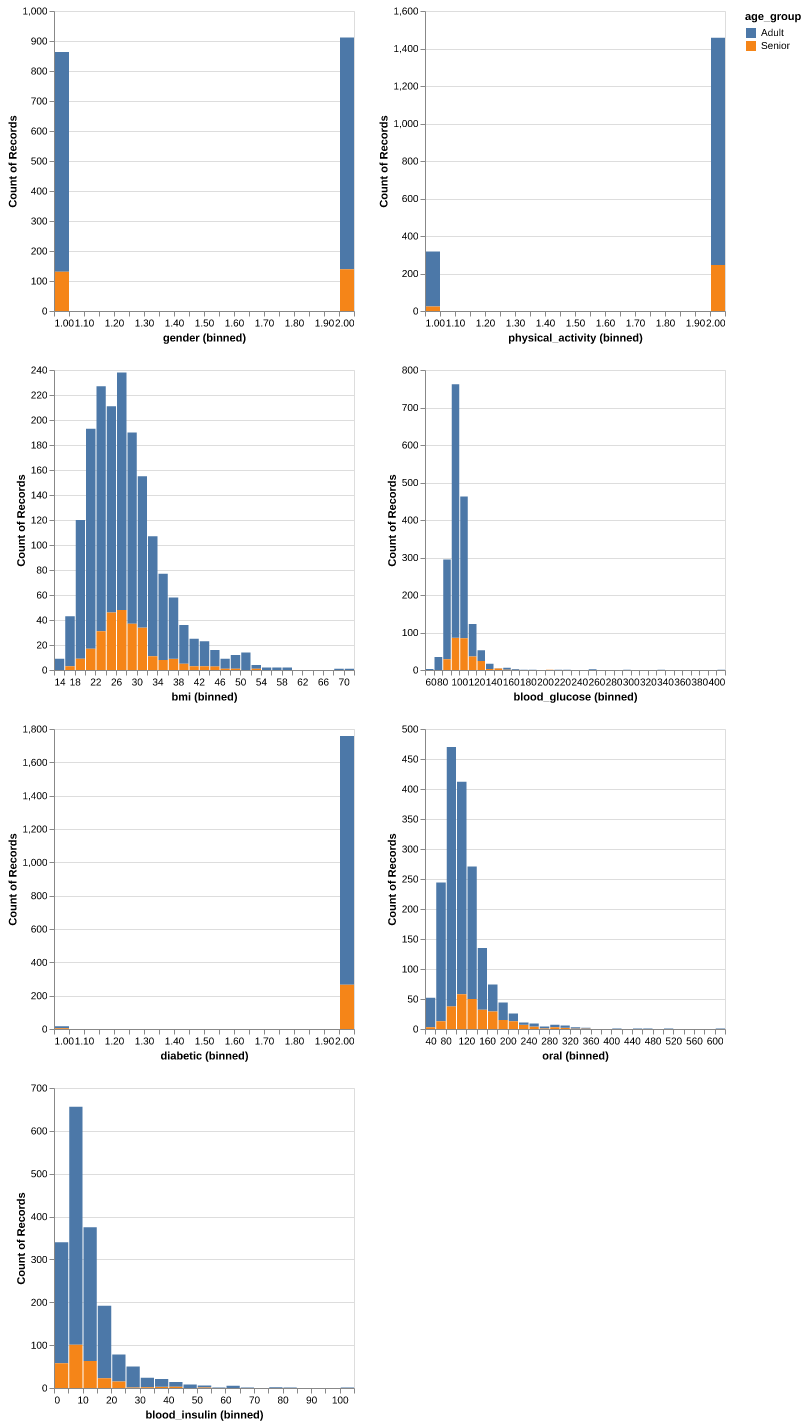 1,000
900
800
700
600
500
400
300
200
100
0
Count of Records
1.00 1.10 1.20 1.30 1.40 1.50 1.60 1.70 1.80 1.90 2.00
gender (binned)
1,600
1,400
1,200
1,000
800
600
400
200
0
Count of Records
1.00 1.10 1.20 1.30 1.40 1.50 1.60 1.70 1.80 1.90 2.00
physical_activity (binned)
age_group
Adult
Senior
240
220
200
180
160
140
120
100
80
60
40
20
0
Count of Records
14 18 22 26 30 34 38 42 46 50 54 58 62 66 70
bmi (binned)
800
700
600
500
400
300
200
100
0
Count of Records
60 80 100 120 140 160 180 200 220 240 260 280 300 320 340 360 380 400
blood_glucose (binned)
1,800
1,600
1,400
1,200
1,000
800
600
400
200
0
Count of Records
1.00 1.10 1.20 1.30 1.40 1.50 1.60 1.70 1.80 1.90 2.00
diabetic (binned)
500
450
400
350
300
250
200
150
100
50
0
Count of Records
40 80 120 160 200 240 280 320 360 400 440 480 520 560 600
oral (binned)
700
600
500
400
300
200
100
0
Count of Records
0 10 20 30 40 50 60 70 80 90 100
blood_insulin (binned)